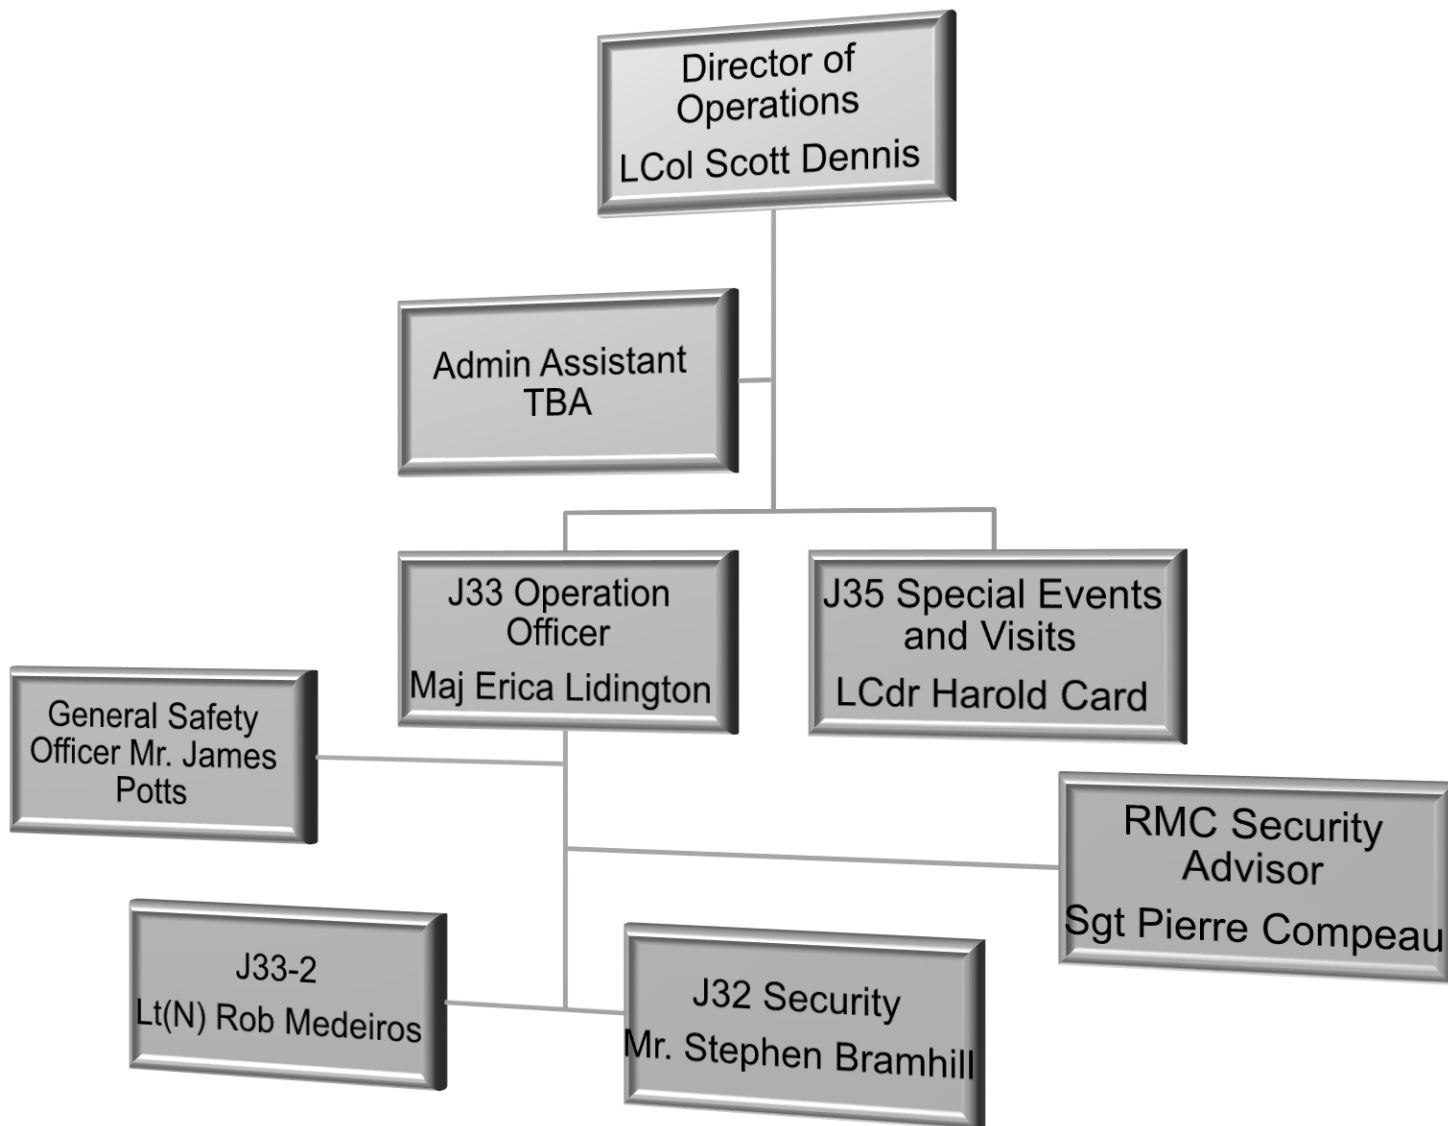 Director of
Operations
LCol Scott Dennis
Admin Assistant
TBA
J33 Operation
Officer
Maj Erica Lidington
J35 Special Events
and Visits
LCdr Harold Card
General Safety
Officer Mr. James
Potts
RMC Security
Advisor
Sgt Pierre Compeau
J33-2
Lt(N) Rob Medeiros
J32 Security
Mr. Stephen Bramhill